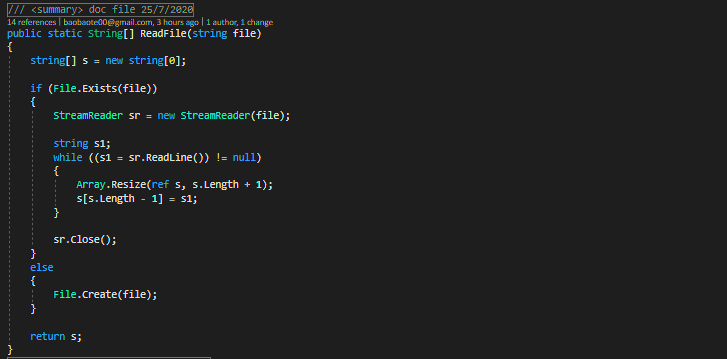 /// <summary> doc file 25/7/2020
14 references | baobaote00@gmail.com, 3 hours ago | 1 author, 1 change
public static String[] ReadFile(string file)
{
string[] s = new string[0];
if (File.Exists(file))
{
StreamReader sr = new StreamReader(file);
string s1;
while ((s1 = sr.ReadLine()) != null)
{
Array.Resize(ref s, s.Length + 1);
s[s.Length - 1] = s1;
}
sr.Close();
}
else
{
File.Create(file);
}
return s;
}